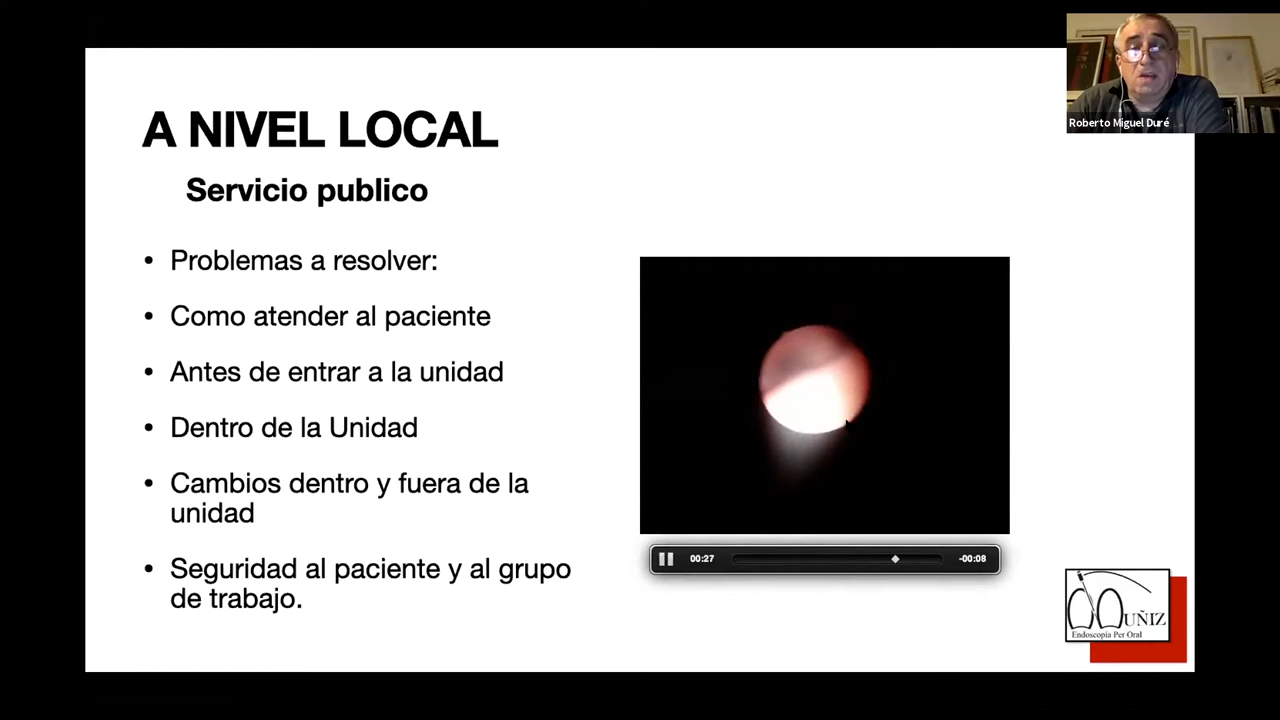 A NIVEL LOCAL
Servicio publico
• Problemas a resolver:
• Como atender al paciente
• Antes de entrar a la unidad
• Dentro de la Unidad
• Cambios dentro y fuera de la
unidad
• Seguridad al paciente y al grupo
de trabajo.
Roberto Miguel Duré
00:27
-00:08
MUÑIZ
Endoscopia Per Oral